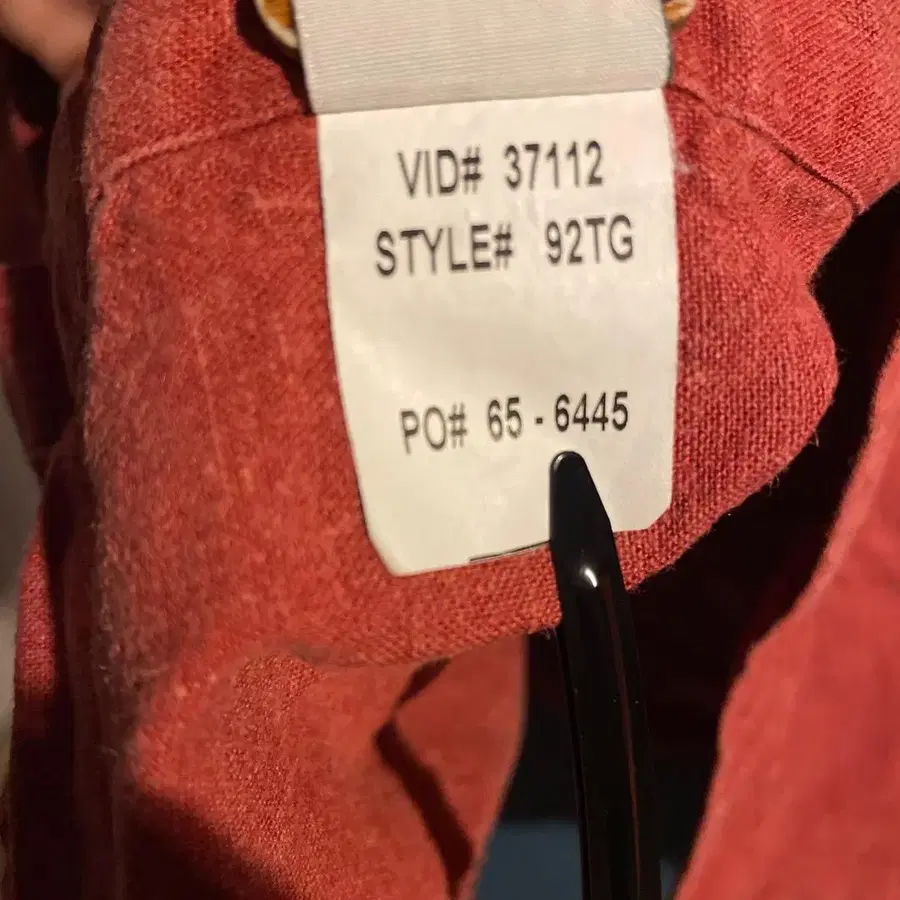 VID# 37112
STYLE# 92TG
PO# 65 - 6445